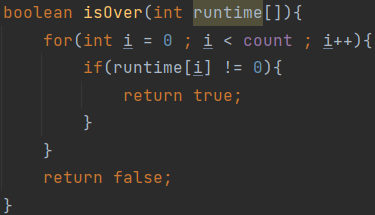 boolean isOver(int runtime[]){
    for(int i = 0 ; i < count ; i++){
        if(runtime[i] != 0){
            return true;
        }
    }
    return false;
}